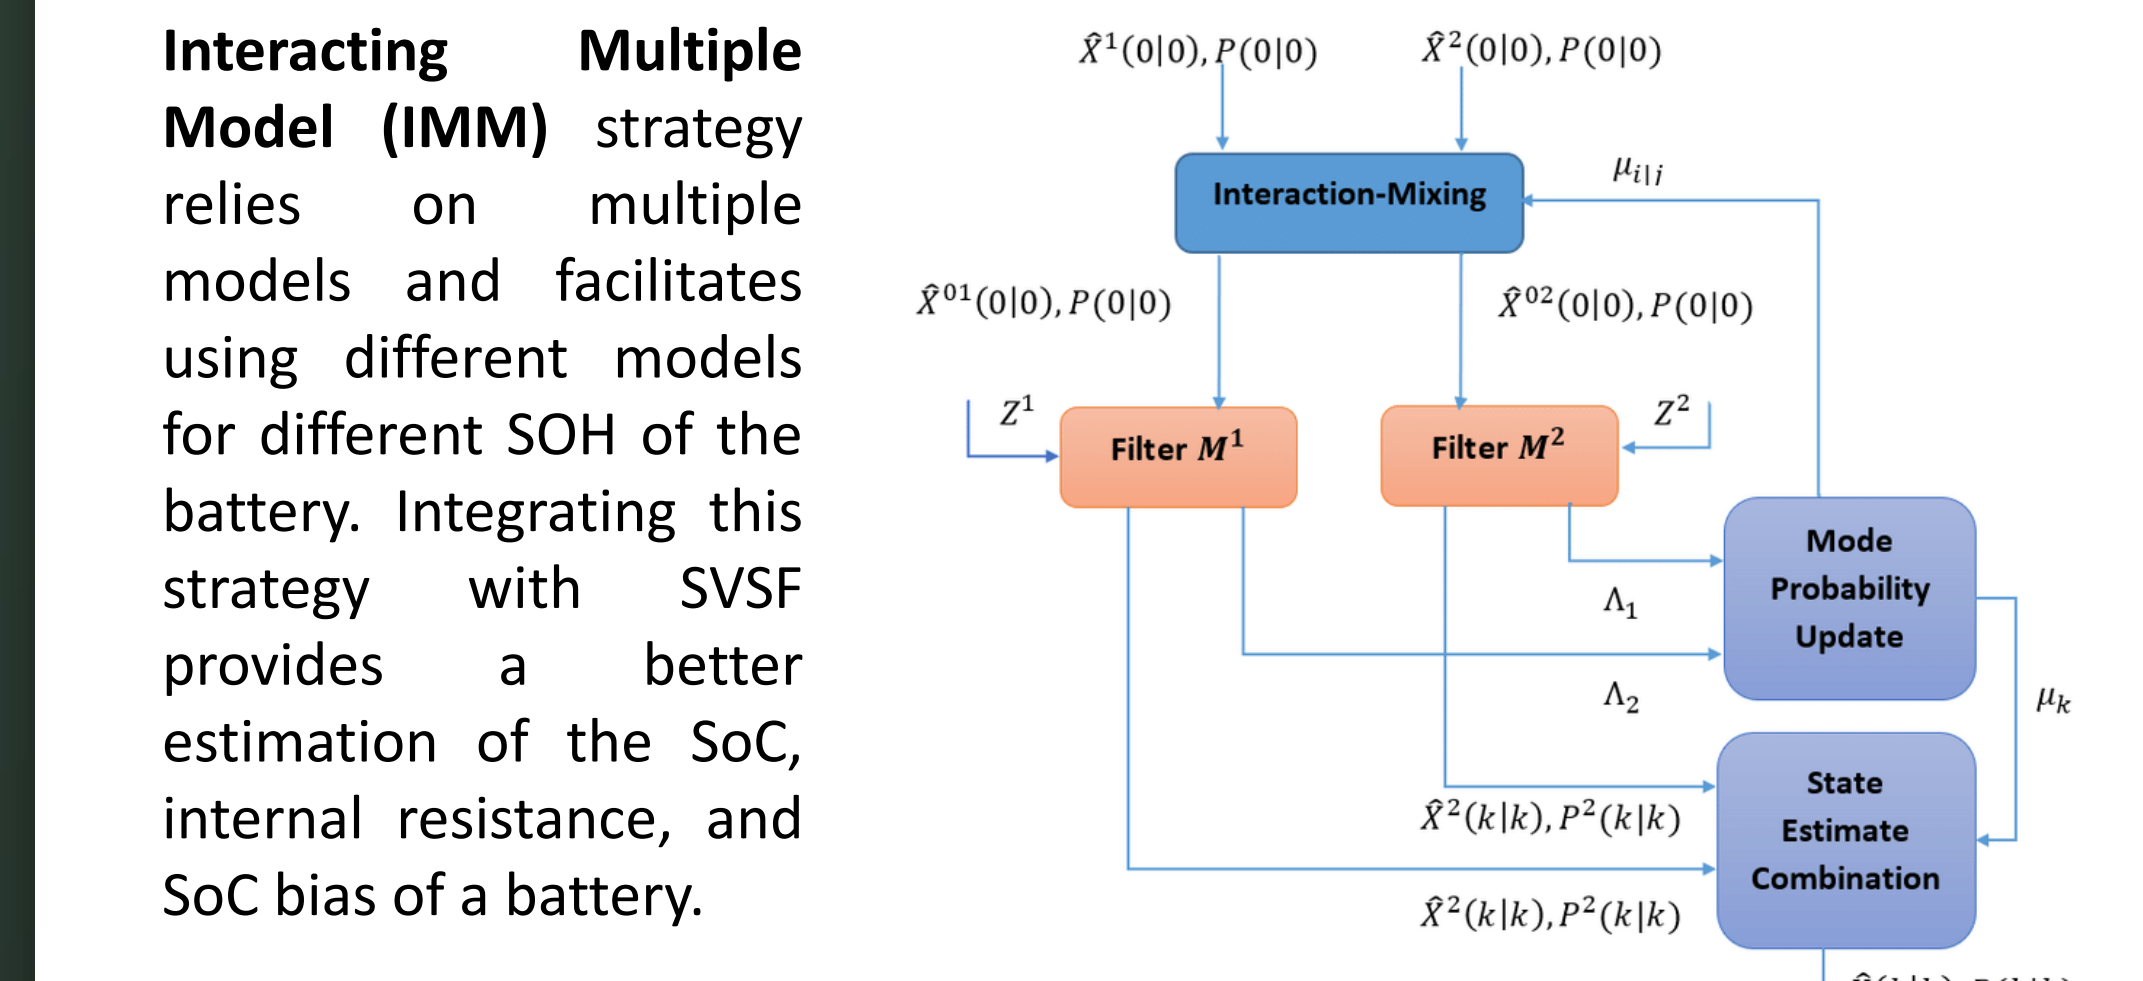 Interacting Multiple
Model (IMM) strategy
relies on multiple
models and facilitates
using different models
for different SOH of the
battery. Integrating this
strategy with SVSF
provides a better
estimation of the SoC,
internal resistance, and
SoC bias of a battery.
X̂¹(0|0), P(0|0)
X̂²(0|0), P(0|0)
μᵢ|ⱼ
Interaction-Mixing
X̂⁰¹(0|0), P(0|0)
X̂⁰²(0|0), P(0|0)
Z¹
Filter M¹
Filter M²
Z²
Mode
Probability
Update
Λ₁
Λ₂
μₖ
State
Estimate
Combination
X̂²(k|k), P²(k|k)
X̂²(k|k), P²(k|k)